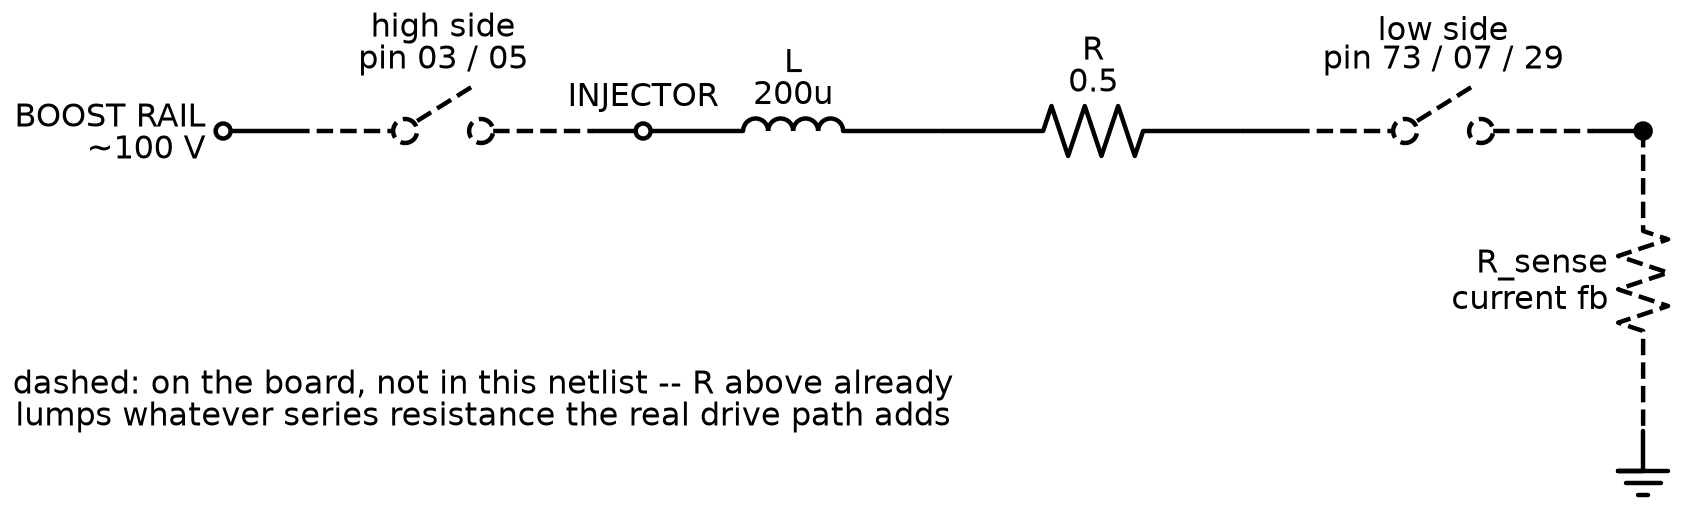 high side
pin 03 / 05
low side
pin 73 / 07 / 29
BOOST RAIL
~100 V
INJECTOR
L
200u
R
0.5
R_sense
current fb
dashed: on the board, not in this netlist -- R above already
lumps whatever series resistance the real drive path adds